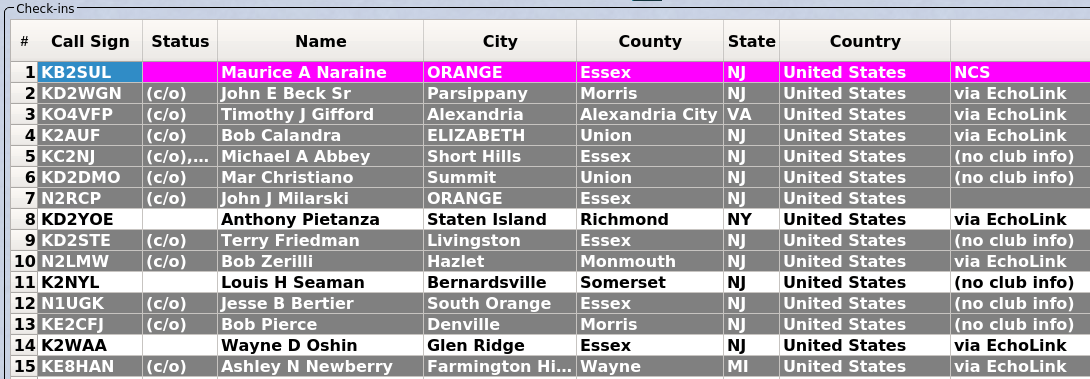 Check-ins
# Call Sign Status Name City County State Country
1 KB2SUL Maurice A Naraine ORANGE Essex NJ United States NCS
2 KD2WGN (c/o) John E Beck Sr Parsippany Morris NJ United States via EchoLink
3 KO4VFP (c/o) Timothy J Gifford Alexandria Alexandria City VA United States via EchoLink
4 K2AUF (c/o) Bob Calandra ELIZABETH Union NJ United States via EchoLink
5 KC2NJ (c/o),... Michael A Abbey Short Hills Essex NJ United States (no club info)
6 KD2DMO (c/o) Mar Christiano Summit Union NJ United States (no club info)
7 N2RCP (c/o) John J Milarski ORANGE Essex NJ United States
8 KD2YOE Anthony Pietanza Staten Island Richmond NY United States via EchoLink
9 KD2STE (c/o) Terry Friedman Livingston Essex NJ United States (no club info)
10 N2LMW (c/o) Bob Zerilli Hazlet Monmouth NJ United States via EchoLink
11 K2NYL Louis H Seaman Bernardsville Somerset NJ United States (no club info)
12 N1UGK (c/o) Jesse B Bertier South Orange Essex NJ United States (no club info)
13 KE2CFJ (c/o) Bob Pierce Denville Morris NJ United States (no club info)
14 K2WAA Wayne D Oshin Glen Ridge Essex NJ United States via EchoLink
15 KE8HAN (c/o) Ashley N Newberry Farmington Hi... Wayne MI United States via EchoLink